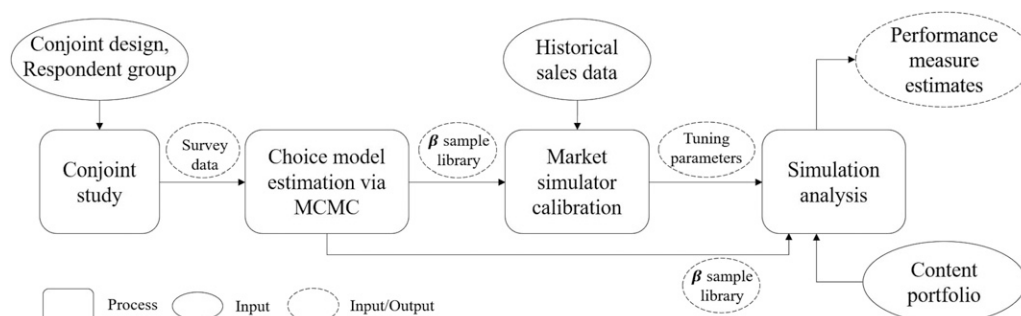 Conjoint design,
Respondent group
Historical
sales data
Performance
measure
estimates
Conjoint
study
Survey
data
Choice model
estimation via
MCMC
β sample
library
Market
simulator
calibration
Tuning
parameters
Simulation
analysis
β sample
library
Content
portfolio
Process
Input
Input/Output